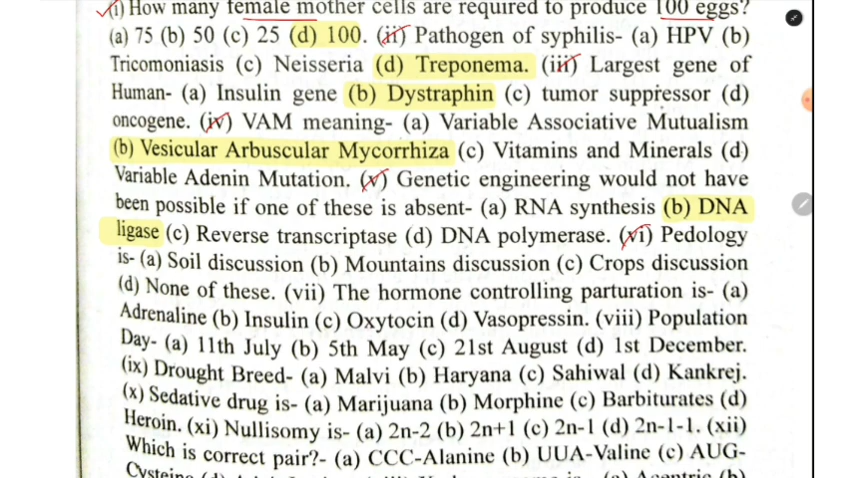 (i) How many female mother cells are required to produce 100 eggs?
(a) 75 (b) 50 (c) 25 (d) 100. (ii) Pathogen of syphilis- (a) HPV (b)
Tricomoniasis (c) Neisseria (d) Treponema. (iii) Largest gene of
Human- (a) Insulin gene (b) Dystraphin (c) tumor suppressor (d)
oncogene. (iv) VAM meaning- (a) Variable Associative Mutualism
(b) Vesicular Arbuscular Mycorrhiza (c) Vitamins and Minerals (d)
Variable Adenin Mutation. (v) Genetic engineering would not have
been possible if one of these is absent- (a) RNA synthesis (b) DNA
ligase (c) Reverse transcriptase (d) DNA polymerase. (vi) Pedology
is- (a) Soil discussion (b) Mountains discussion (c) Crops discussion
(d) None of these. (vii) The hormone controlling parturation is- (a)
Adrenaline (b) Insulin (c) Oxytocin (d) Vasopressin. (viii) Population
Day- (a) 11th July (b) 5th May (c) 21st August (d) 1st December.
(ix) Drought Breed- (a) Malvi (b) Haryana (c) Sahiwal (d) Kankrej.
(x) Sedative drug is- (a) Marijuana (b) Morphine (c) Barbiturates (d)
Heroin. (xi) Nullisomy is- (a) 2n-2 (b) 2n+1 (c) 2n-1 (d) 2n-1-1. (xii)
Which is correct pair?- (a) CCC-Alanine (b) UUA-Valine (c) AUG-
Cysteine (d)